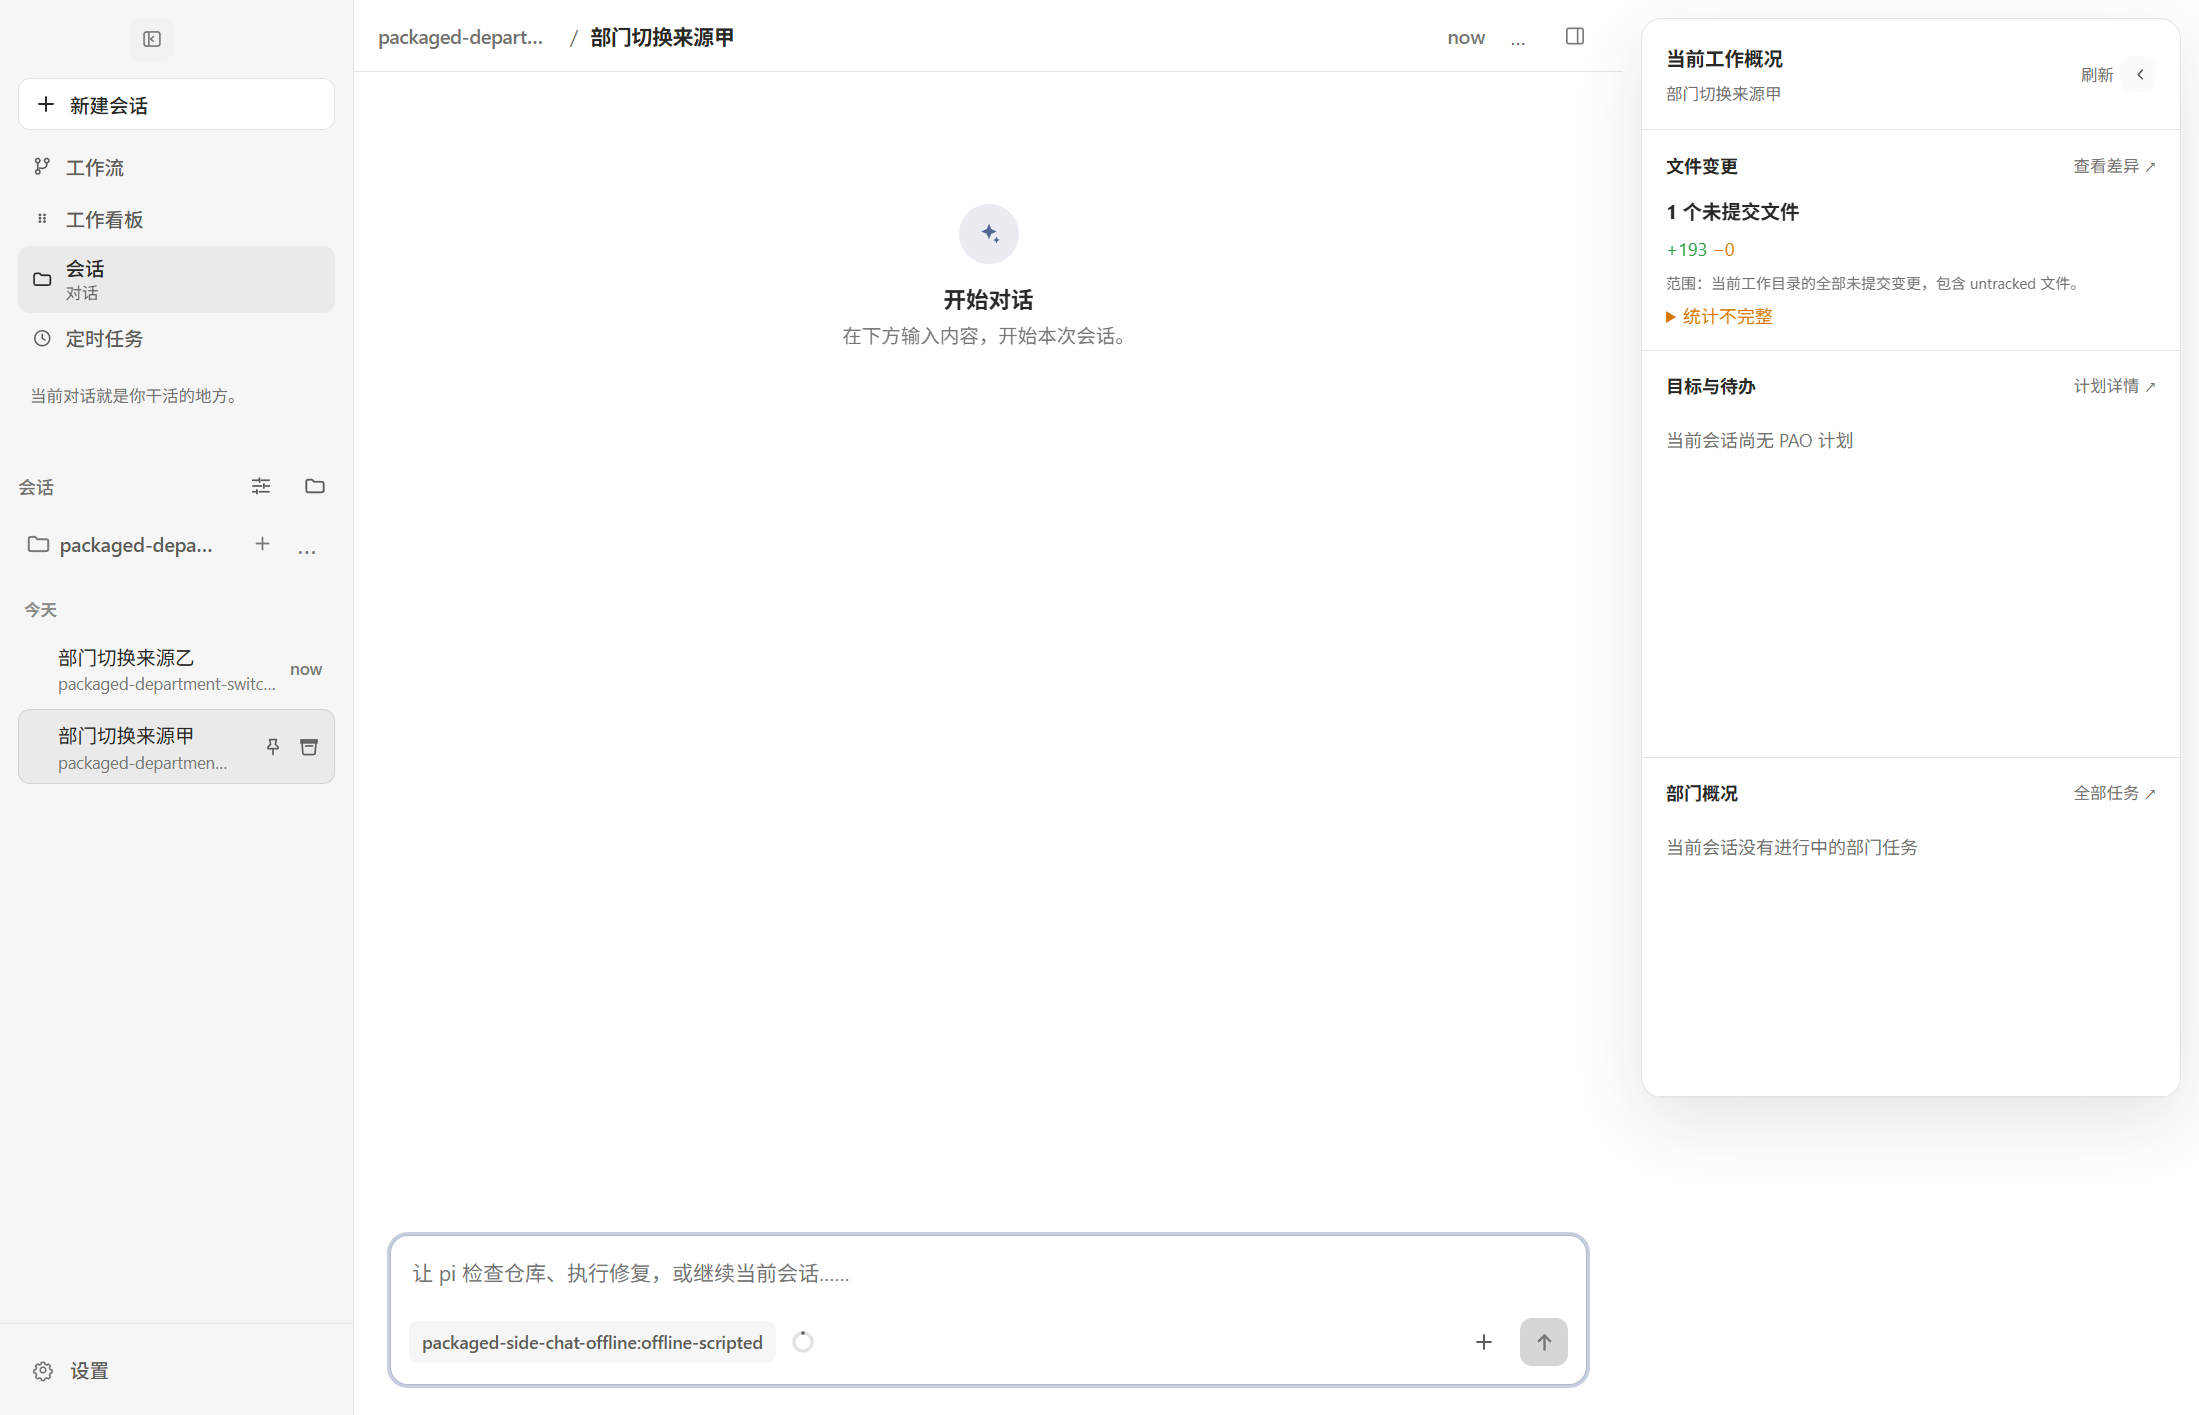 新建会话
工作流
工作看板
会话
对话
定时任务
当前对话就是你干活的地方。
会话
packaged-depa...
...
今天
部门切换来源乙
packaged-department-switc...
now
部门切换来源甲
packaged-departmen...
设置
packaged-depart... / 部门切换来源甲
now
...
开始对话
在下方输入内容，开始本次会话。
让 pi 检查仓库、执行修复，或继续当前会话……
packaged-side-chat-offline:offline-scripted
当前工作概况
部门切换来源甲
刷新
文件变更
查看差异 ↗
1 个未提交文件
+193 −0
范围：当前工作目录的全部未提交变更，包含 untracked 文件。
▶ 统计不完整
目标与待办
计划详情 ↗
当前会话尚无 PAO 计划
部门概况
全部任务 ↗
当前会话没有进行中的部门任务